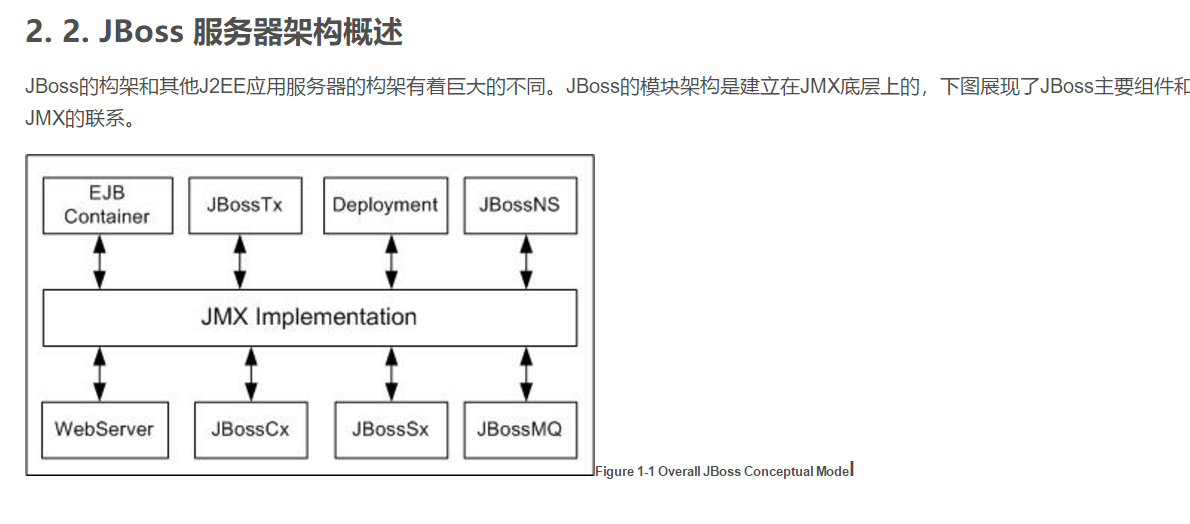 2. 2. JBoss 服务器架构概述
JBoss的构架和其他J2EE应用服务器的构架有着巨大的不同。JBoss的模块架构是建立在JMX底层上的，下图展现了JBoss主要组件和
JMX的联系。
EJB
Container
JBossTx
Deployment
JBossNS
JMX Implementation
WebServer
JBossCx
JBossSx
JBossMQ
Figure 1-1 Overall JBoss Conceptual Model